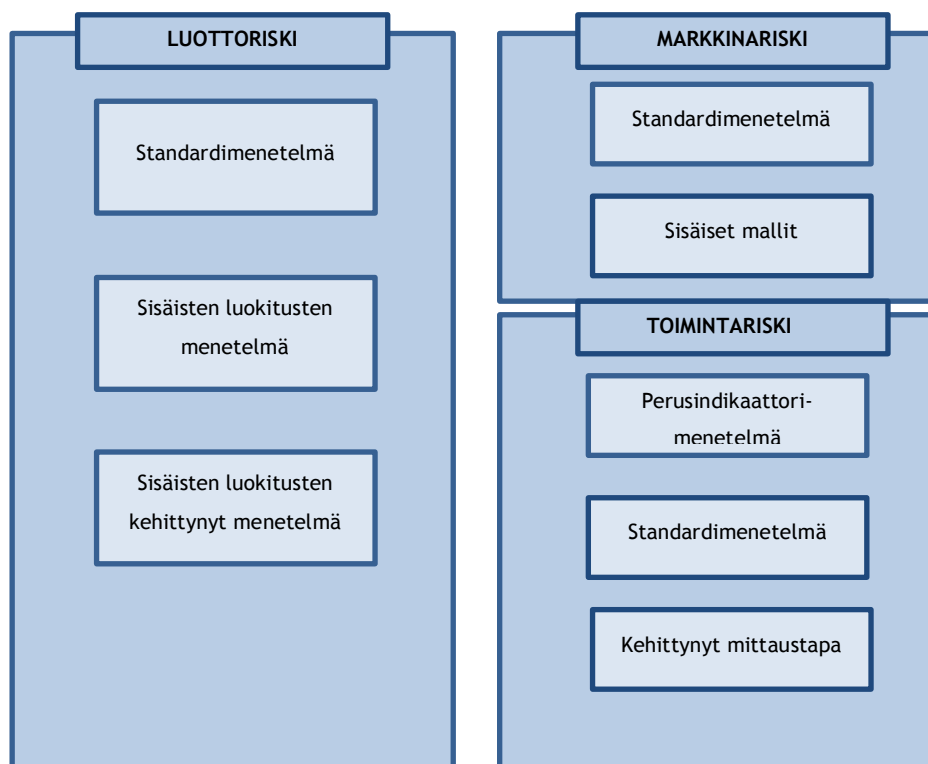 LUOTTORISKI
Standardimenetelmä
Sisäisten luokitusten
menetelmä
Sisäisten luokitusten
kehittynyt menetelmä
MARKKINARISKI
Standardimenetelmä
Sisäiset mallit
TOIMINTARISKI
Perusindikaattori-
menetelmä
Standardimenetelmä
Kehittynyt mittaustapa